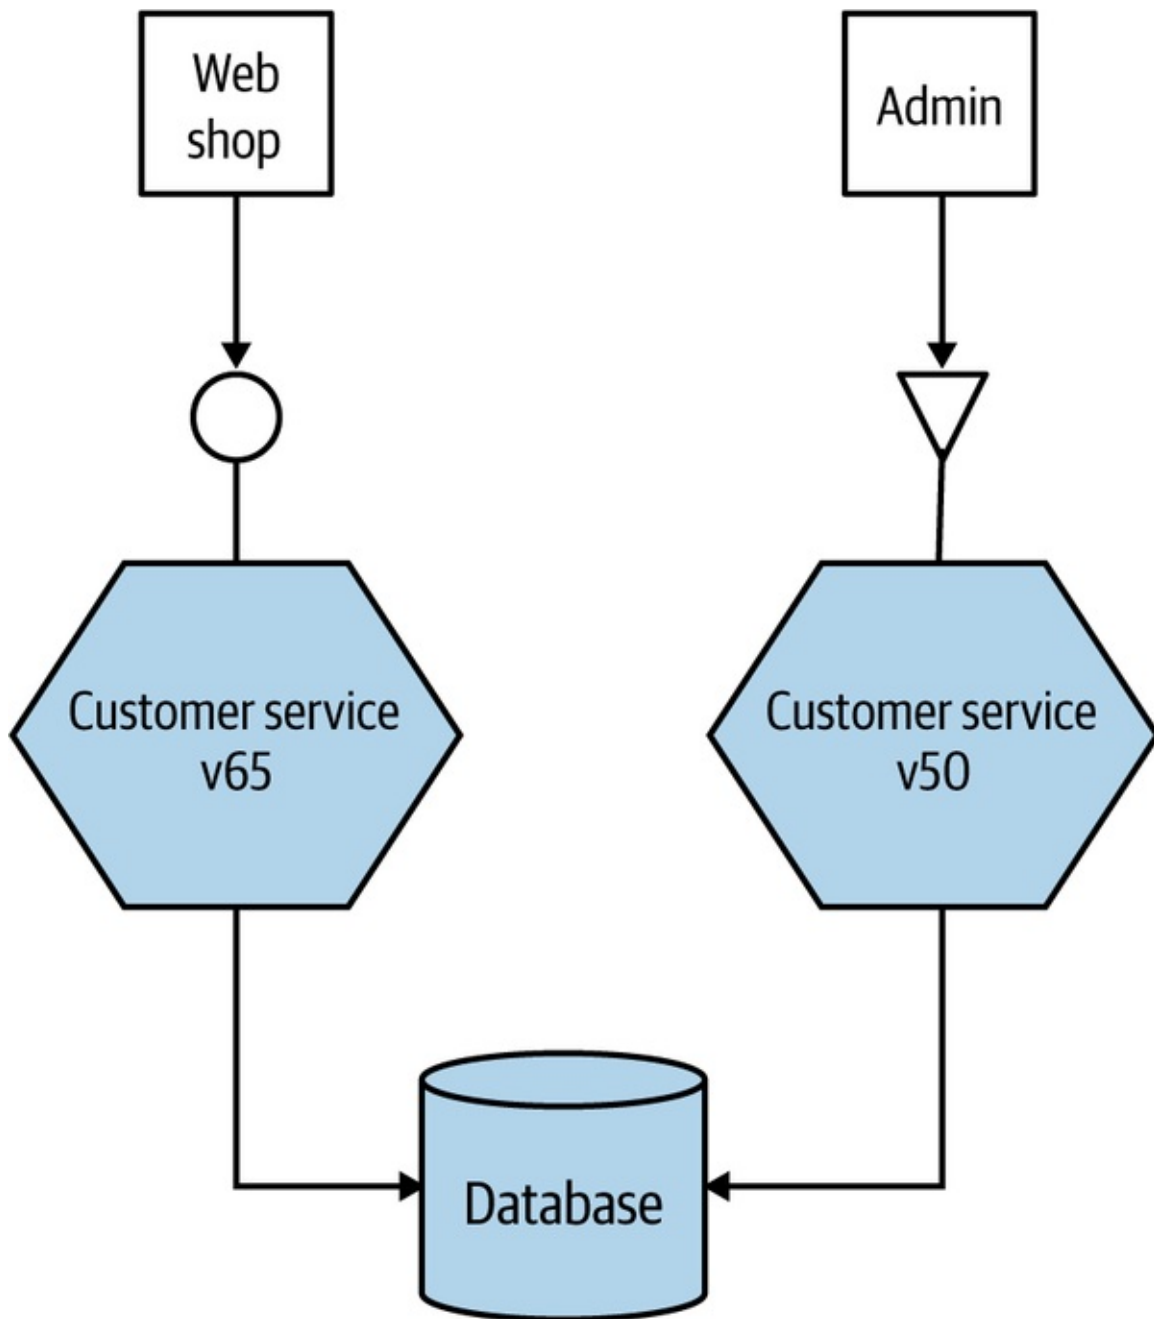 Web
shop
Admin
Customer service
v65
Customer service
v50
Database